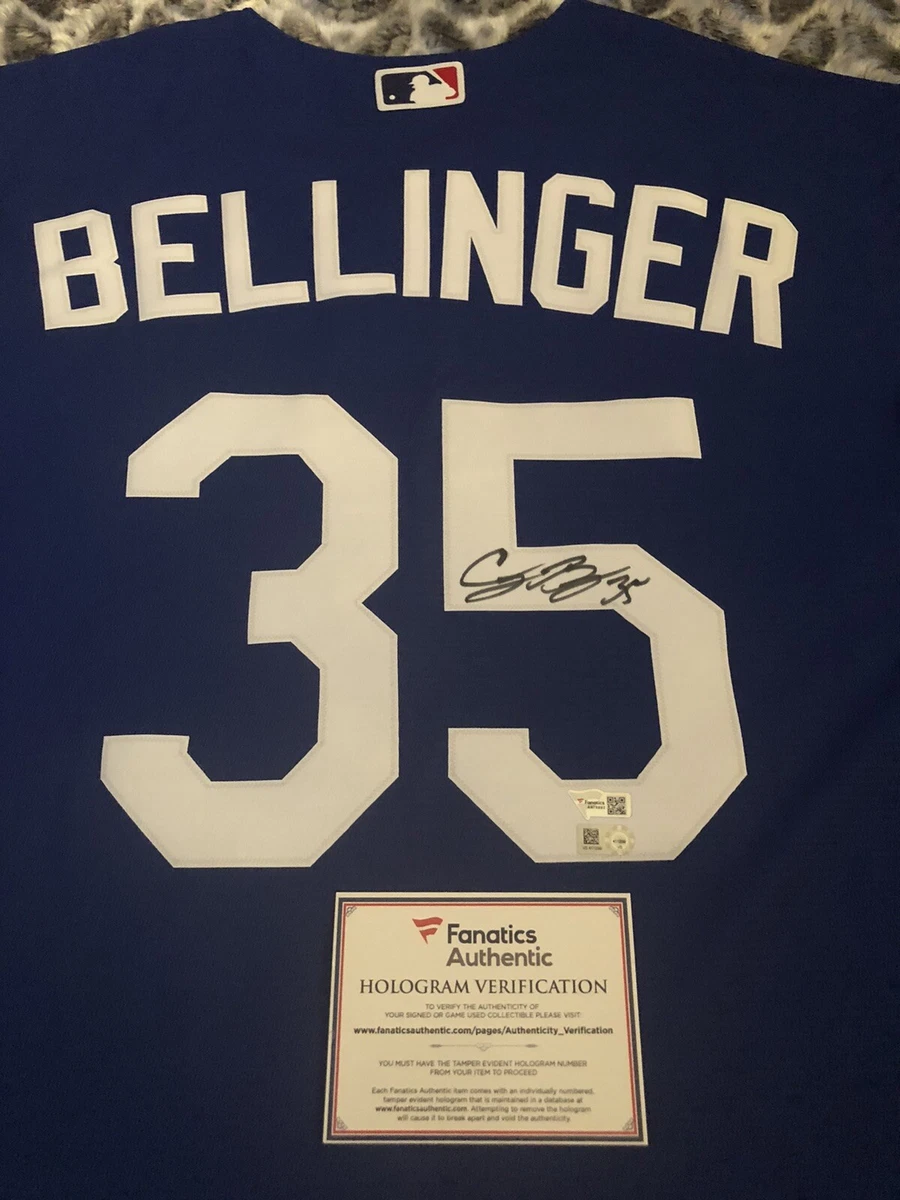 BELLINGER
35
35
Fanatics
AUTHENTIC
Fanatics
Authentic
HOLOGRAM VERIFICATION
TO VERIFY THE AUTHENTICITY OF
YOUR SIGNED OR GAME USED COLLECTIBLE PLEASE VISIT:
www.fanaticsauthentic.com/pages/Authenticity_Verification
YOU MUST HAVE THE TAMPER EVIDENT HOLOGRAM NUMBER
FROM YOUR ITEM TO PROCEED
Each Fanatics Authentic item comes with an individually numbered,
tamper evident hologram that is maintained in a database at
www.fanaticsauthentic.com. Attempting to remove the hologram
will cause it to break apart and void the authenticity.